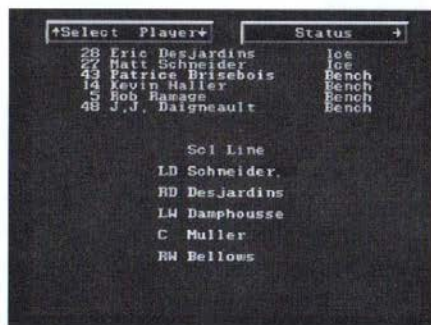 ↑Select Player↓ Status →
28 Eric Desjardins Ice
27 Matt Schneider Ice
43 Patrice Brisebois Bench
14 Kevin Haller Bench
5 Rob Ramage Bench
48 J.J. Daigneault Bench
Sc1 Line
LD Schneider.
RD Desjardins
LW Damphousse
C Muller
RW Bellows